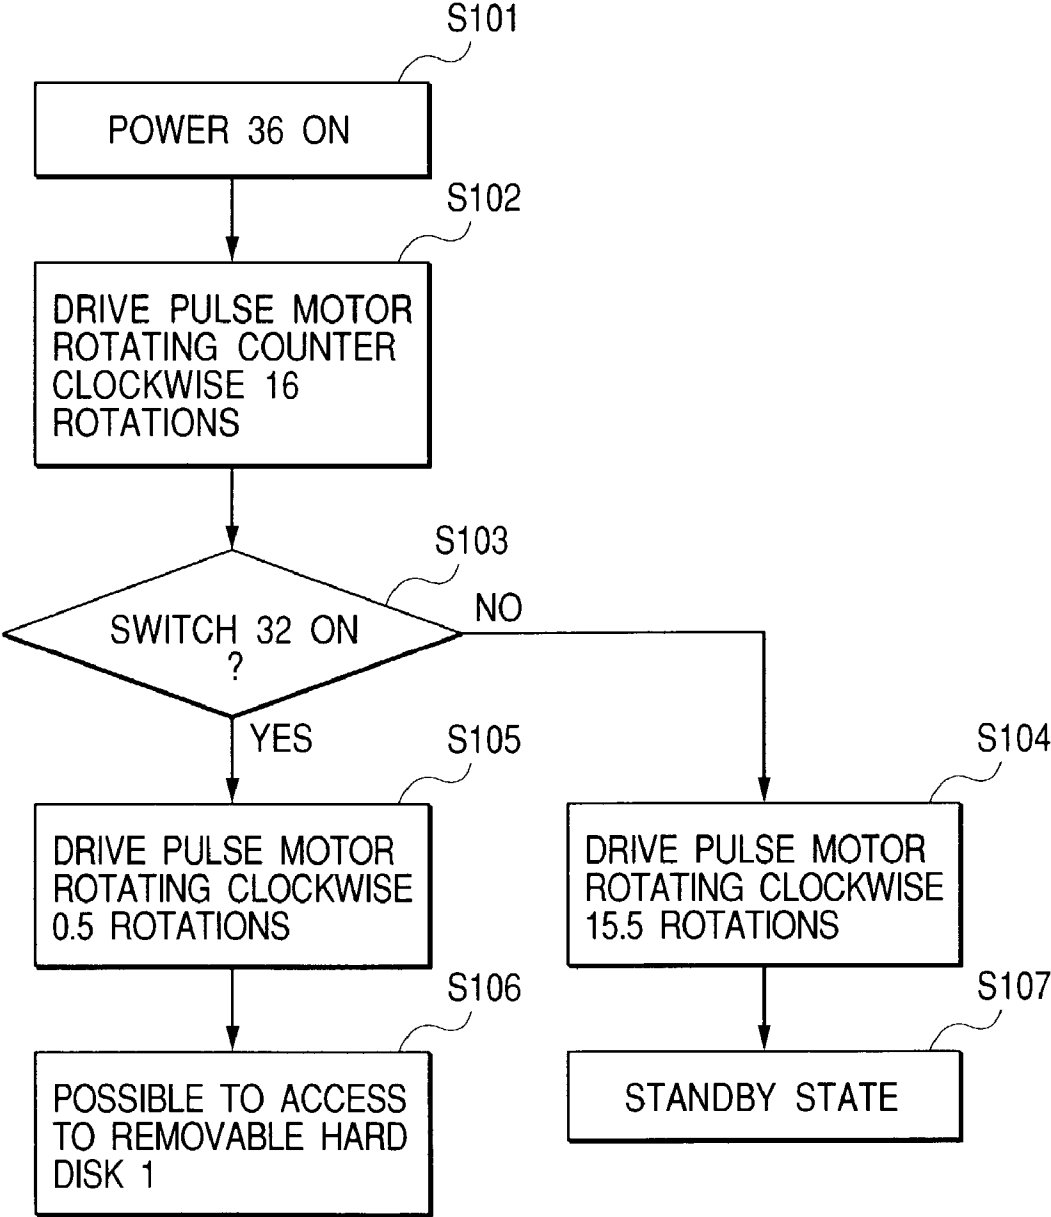 S101
POWER 36 ON
S102
DRIVE PULSE MOTOR
ROTATING COUNTER
CLOCKWISE 16
ROTATIONS
S103
SWITCH 32 ON
?
NO
YES
S105
DRIVE PULSE MOTOR
ROTATING CLOCKWISE
0.5 ROTATIONS
S104
DRIVE PULSE MOTOR
ROTATING CLOCKWISE
15.5 ROTATIONS
S106
POSSIBLE TO ACCESS
TO REMOVABLE HARD
DISK 1
S107
STANDBY STATE